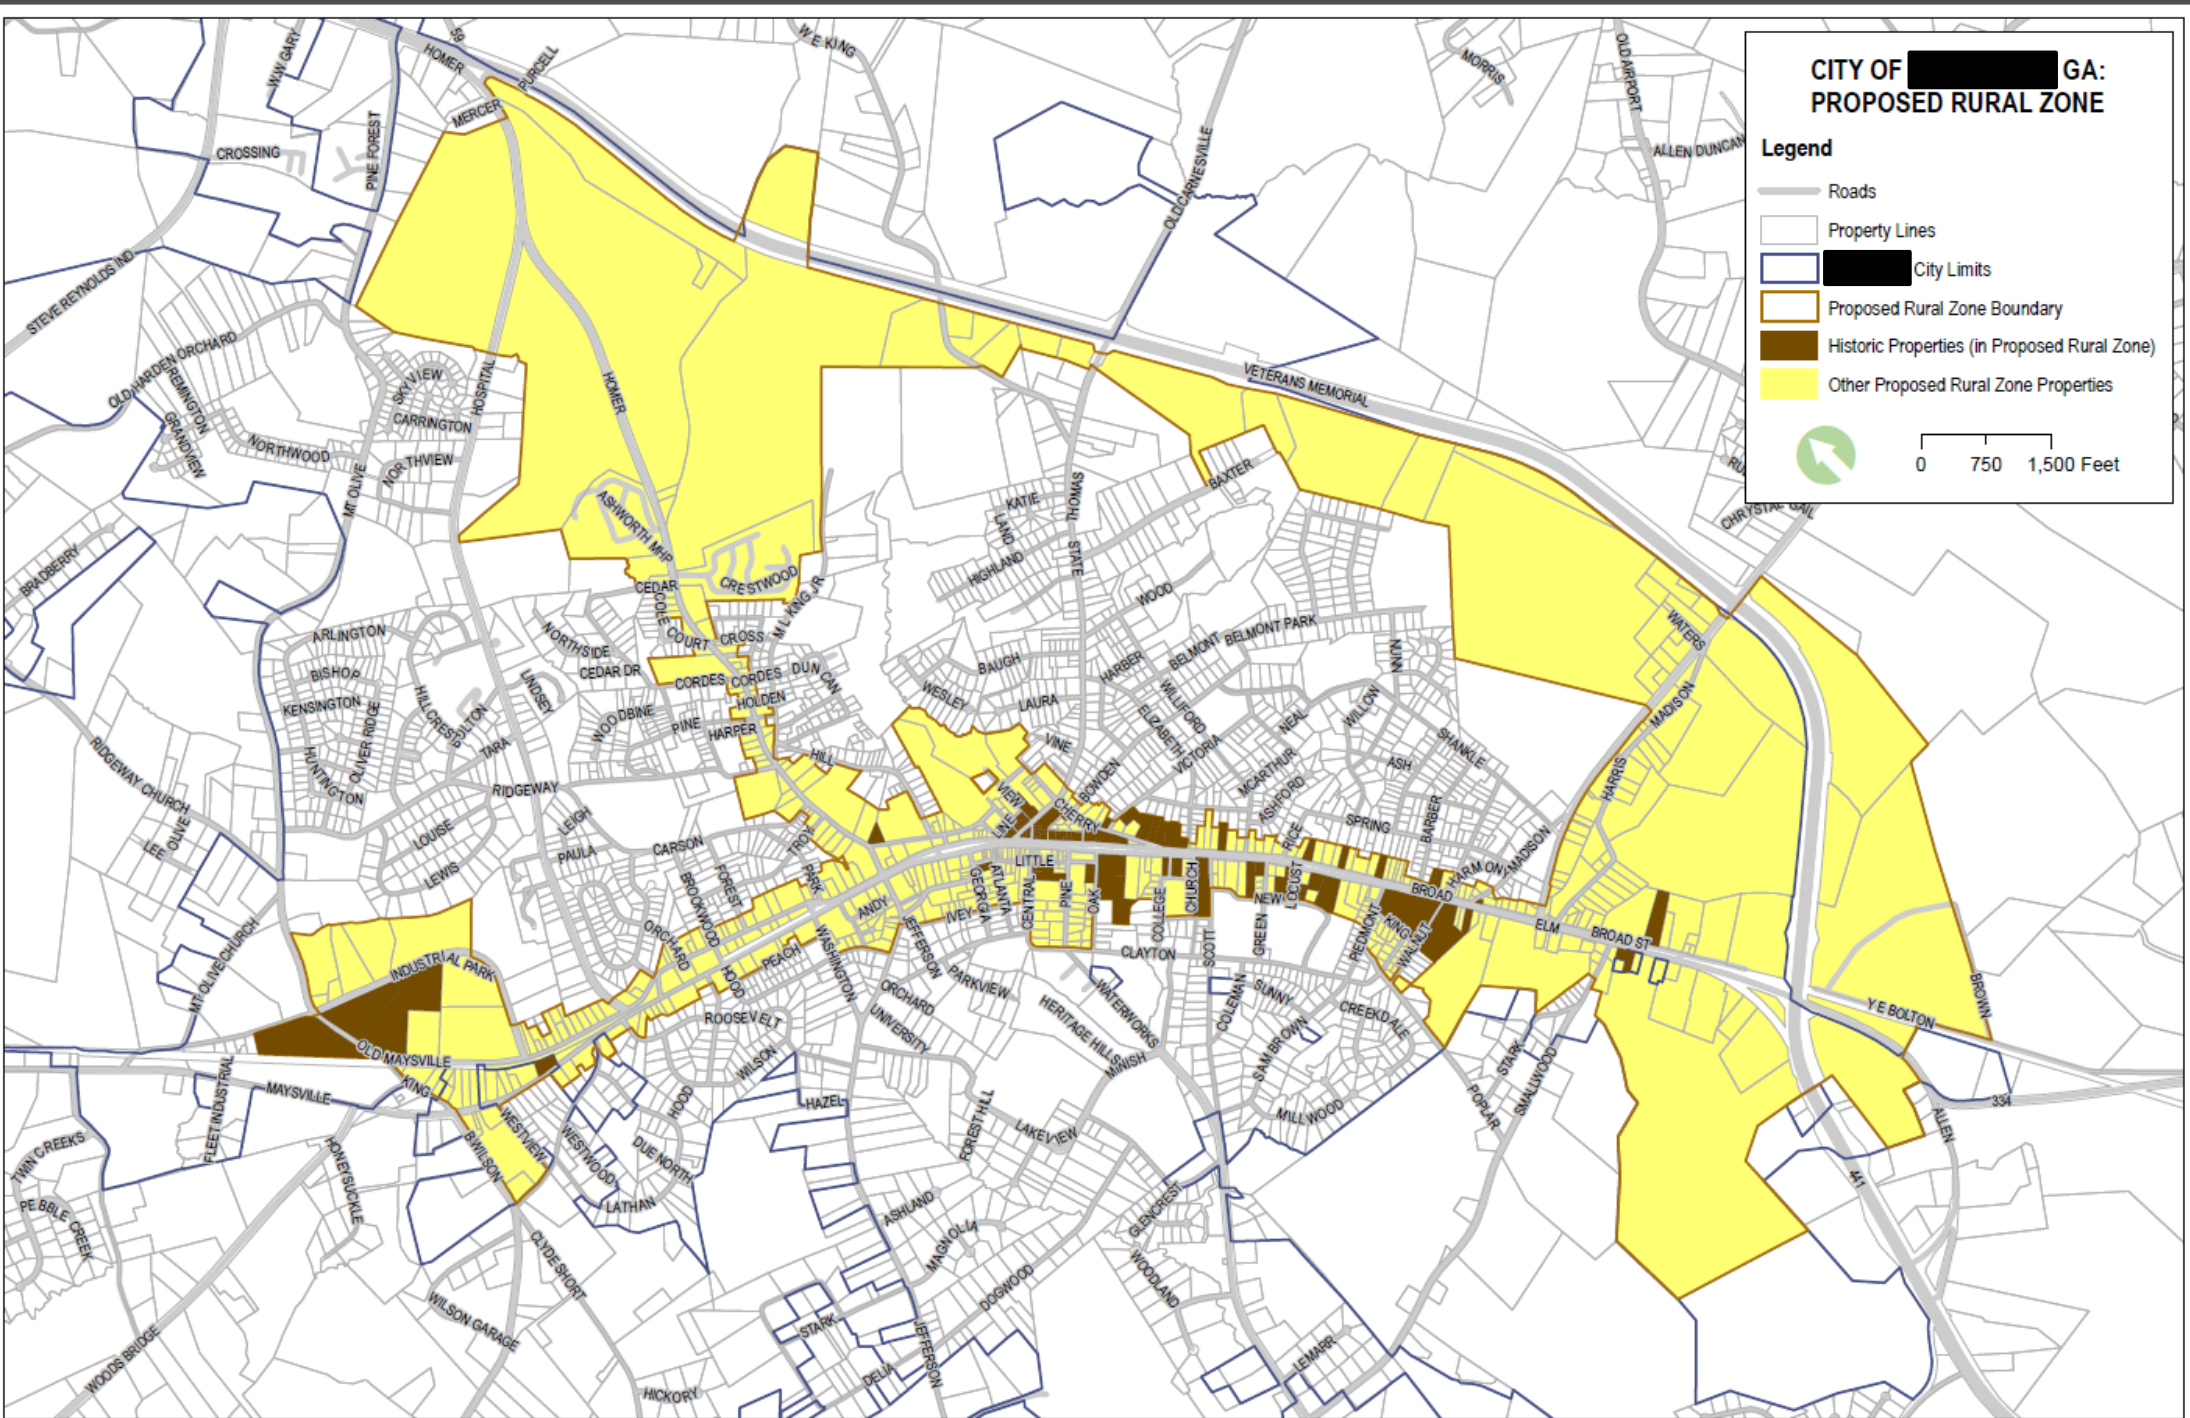 CITY OF GA:
PROPOSED RURAL ZONE
Legend
Roads
Property Lines
City Limits
Proposed Rural Zone Boundary
Historic Properties (in Proposed Rural Zone)
Other Proposed Rural Zone Properties
0 750 1,500 Feet
W.W GARY
HOMER
59
PURCELL
MERCER
W E KING
MORRIS
OLD AIRPORT
ALLEN DUNCAN
CROSSING
PINE FOREST
OLD CARNESVILLE
STEVE REYNOLDS IND
OLD HARDEN ORCHARD
REMINGTON
GRANDVIEW
SKYVIEW
CARRINGTON
HOSPITAL
HOMER
VETERANS MEMORIAL
NORTHWOOD
NORTHVIEW
MT OLIVE
BAXTER
KATIE
LAND
THOMAS
HIGHLAND
STATE
CHRYSTAL GAIL
ASHWORTH MHP
BRADBERRY
CEDAR
COLE
CRESTWOOD
M L KING JR
WOOD
ARLINGTON
BISHOP
KENSINGTON
HUNTINGTON
OLIVER RIDGE
HILLCREST
TARA
LINDSEY
NORTHSIDE
CEDAR DR
COURT
CROSS
CORDES
CORDES
DUNCAN
HOLDEN
WOODBINE
PINE
HARPER
HILL
BAUGH
WESLEY
LAURA
HARBER
BELMONT
BELMONT PARK
NUNN
WATERS
MADISON
WILLIFORD
ELIZABETH
VICTORIA
NEAL
WILLOW
SHANKLE
ASH
MCARTHUR
ASHFORD
HARRIS
VINE
BOWDEN
VIEW
LINE
CHERRY
RICE
SPRING
BARBER
HARMONY
MADISON
RIDGEWAY CHURCH
LEE OLIVE
RIDGEWAY
LOUISE
LEWIS
LEIGH
PAULA
CARSON
TROY
FOREST
BROOKWOOD
PARK
LITTLE
GEORGIA
ATLANTA
CENTRAL
PINE
OAK
COLLEGE
CHURCH
NEW
LOCUST
BROAD
ELM
BROAD ST
ANDY
IVEY
JEFFERSON
ORCHARD
HOOD
PEACH
WASHINGTON
CLAYTON
SCOTT
GREEN
PIEDMONT
KING
WALNUT
MT OLIVE CHURCH
INDUSTRIAL PARK
OLD MAYSVILLE
MAYSVILLE
KING
FLEET INDUSTRIAL
ROOSEVELT
WILSON
ORCHARD
PARKVIEW
UNIVERSITY
HERITAGE HILLS
WATERWORKS
MINISH
COLEMAN
SUNNY
SAM BROWN
CREEKDALE
Y E BOLTON
BROWN
334
ALLEN
441
TWIN CREEKS
PEBBLE CREEK
HONEYSUCKLE
B WILSON
WESTVIEW
WESTWOOD
HOOD
DUE NORTH
LATHAN
HAZEL
FOREST HILL
LAKEVIEW
MILLWOOD
POPLAR
STARK
SMALLWOOD
ASHLAND
MAGNOLIA
DOGWOOD
GLENCREST
WOODLAND
CLYDE SHORT
WILSON GARAGE
WOODS BRIDGE
HICKORY
STARK
DELIA
JEFFERSON
LEMARR